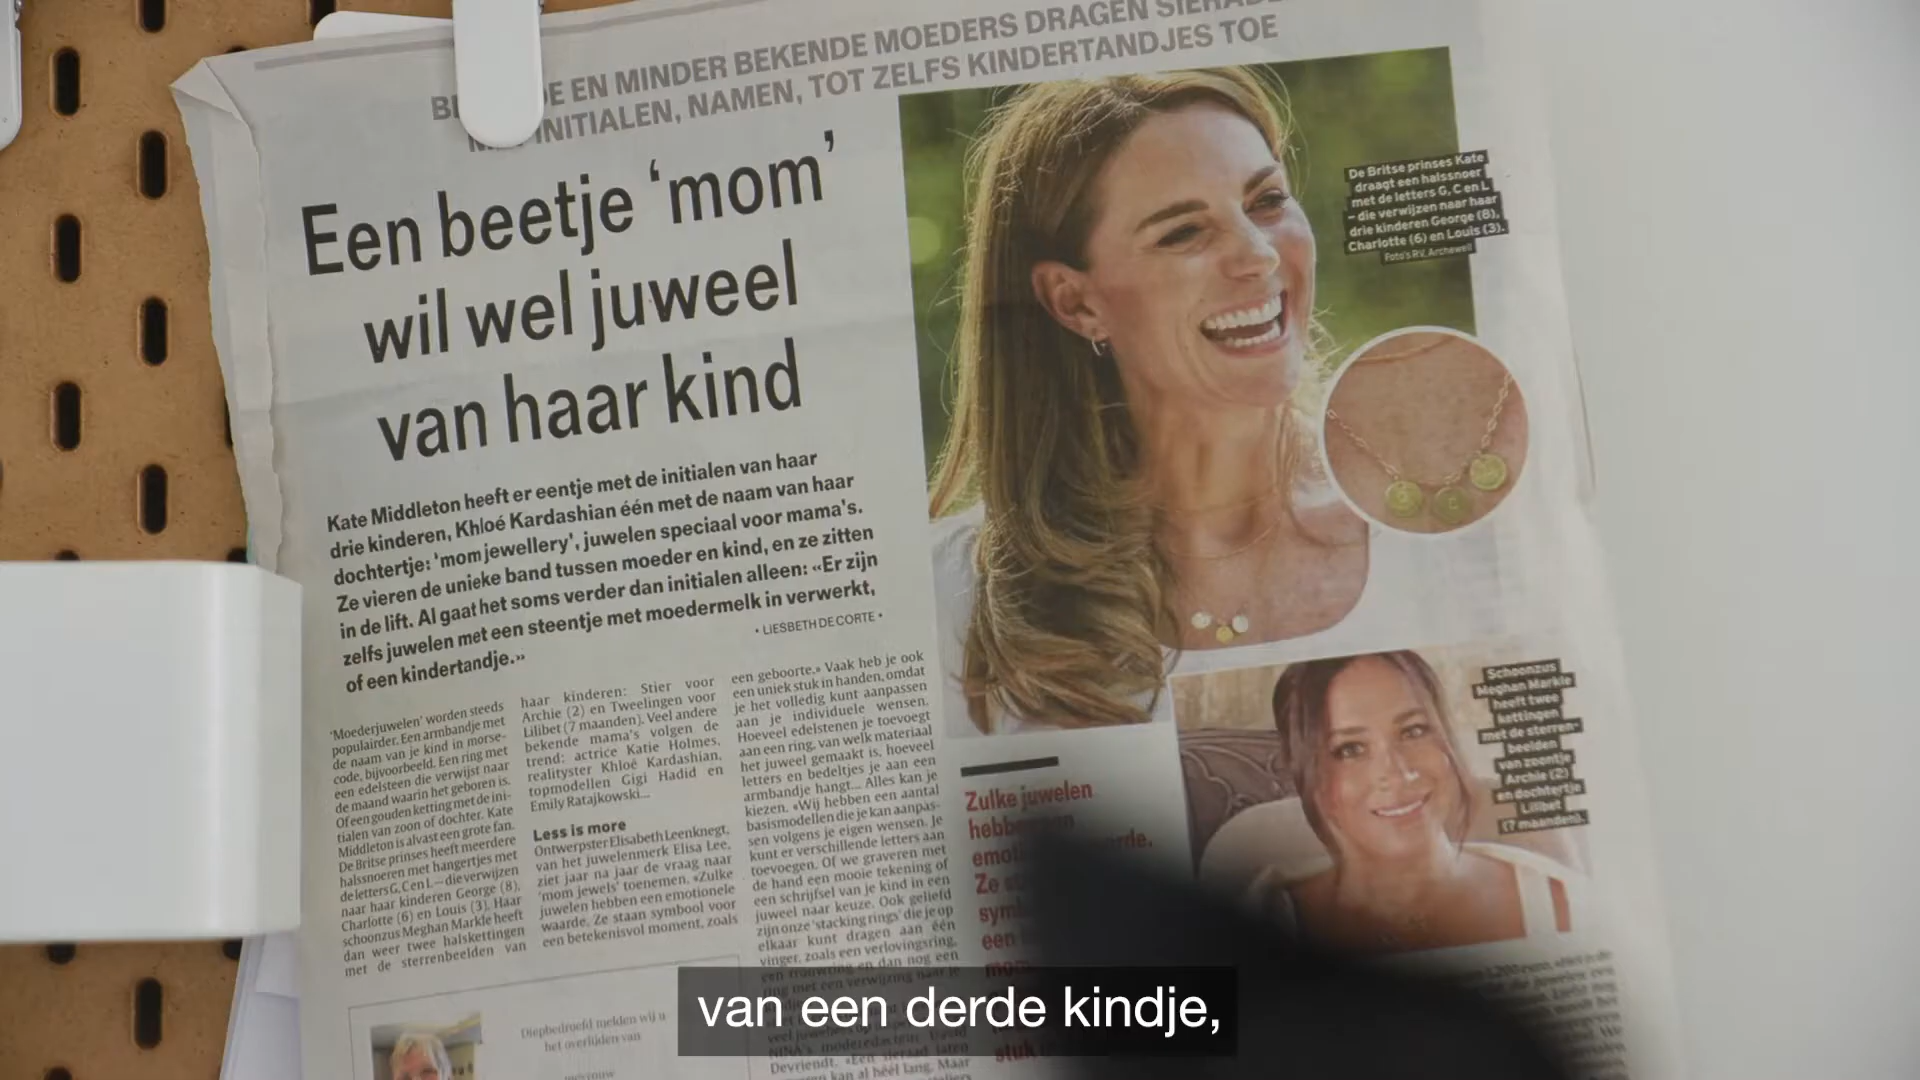 EN MINDER BEKENDE MOEDERS DRAGEN
INITIALEN, NAMEN, TOT ZELFS KINDERTANDJES TOE
Een beetje ‘mom’
wil wel juweel
van haar kind
Kate Middleton heeft er eentje met de initialen van haar
drie kinderen, Khloé Kardashian één met de naam van haar
dochtertje: 'mom jewellery', juwelen speciaal voor mama's.
Ze vieren de unieke band tussen moeder en kind, en ze zitten
in de lift. Al gaat het soms verder dan initialen alleen: «Er zijn
zelfs juwelen met een steentje met moedermelk in verwerkt,
of een kindertandje.»
• LIESBETH DE CORTE •
'Moederjuwelen' worden steeds
populairder. Een armbandje met
de naam van je kind in morse-
code, bijvoorbeeld. Een ring met
een edelsteen die verwijst naar
de maand waarin het geboren is.
Of een gouden ketting met de ini-
tialen van zoon of dochter. Kate
Middleton is alvast een grote fan.
De Britse prinses heeft meerdere
halssnoeren met hangertjes met
de letters G, C en L – die verwijzen
naar haar kinderen George (8),
Charlotte (6) en Louis (3). Haar
schoonzus Meghan Markle heeft
dan weer twee halskettingen
met de sterrenbeelden van
haar kinderen: Stier voor
Archie (2) en Tweelingen voor
Lilibet (7 maanden). Veel andere
bekende mama's volgen de
trend: actrice Katie Holmes,
realityster Khloé Kardashian,
topmodellen Gigi Hadid en
Emily Ratajkowski...
Less is more
Ontwerpster Elisabeth Leenknegt,
van het juwelenmerk Elisa Lee,
ziet jaar na jaar de vraag naar
'mom jewels' toenemen. «Zulke
juwelen hebben een emotionele
waarde. Ze staan symbool voor
een betekenisvol moment, zoals
een geboorte.» Vaak heb je ook
een uniek stuk in handen, omdat
je het volledig kunt aanpassen
aan je individuele wensen.
Hoeveel edelstenen je toevoegt
aan een ring, van welk materiaal
het juweel gemaakt is, hoeveel
letters en bedeltjes je aan een
armbandje hangt... Alles kan je
kiezen. «Wij hebben een aantal
basismodellen die je kan aanpas-
sen volgens je eigen wensen. Je
kunt er verschillende letters aan
toevoegen. Of we graveren met
de hand een mooie tekening of
een schrijfsel van je kind in een
juweel naar keuze. Ook geliefd
zijn onze 'stacking rings' die je op
elkaar kunt dragen aan één
vinger, zoals een verlovingsring,
een trouwring en dan nog een
ring met een verwijzing naar je
De Britse prinses Kate
draagt een halssnoer
met de letters G, C en L
– die verwijzen naar haar
drie kinderen George (8),
Charlotte (6) en Louis (3).
Foto's RV, Archewell
Schoonzus
Meghan Markle
heeft twee
kettingen
met de sterren-
beelden
van zoontje
Archie (2)
en dochtertje
Lilibet
(7 maanden).
Zulke juwelen
Diepbedroefd melden wij u
het overlijden van
mevrouw
Devriendt.
van een derde kindje,